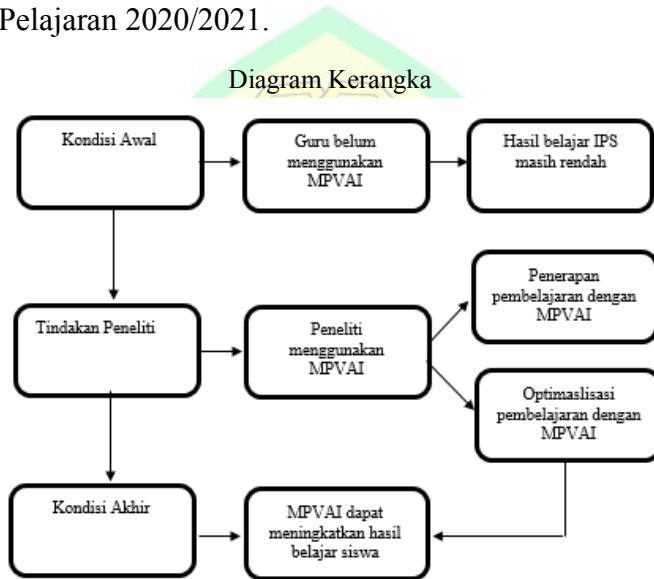 Pelajaran 2020/2021.
Diagram Kerangka
Kondisi Awal
Guru belum
menggunakan
MPVAI
Hasil belajar IPS
masih rendah
Tindakan Peneliti
Peneliti
menggunakan
MPVAI
Penerapan
pembelajaran dengan
MPVAI
Optimaslisasi
pembelajaran dengan
MPVAI
Kondisi Akhir
MPVAI dapat
meningkatkan hasil
belajar siswa